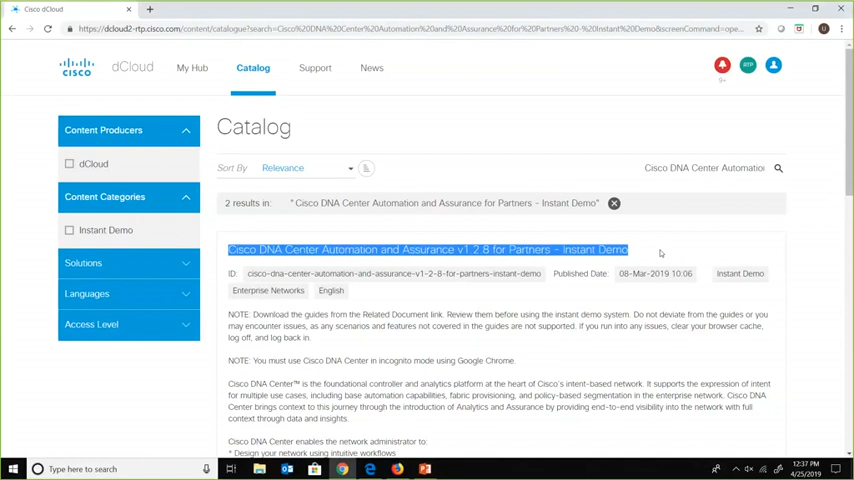 Cisco dCloud
https://dcloud2-rtp.cisco.com/content/catalogue?search=Cisco%20DNA%20Center%20Automation%20and%20Assurance%20for%20Partners%20-%20Instant%20Demo&screenCommand=ope...
CISCO
dCloud
My Hub
Catalog
Support
News
RTP
9+
Content Producers
dCloud
Content Categories
Instant Demo
Solutions
Languages
Access Level
Catalog
Sort By
Relevance
Cisco DNA Center Automation
2 results in:
"Cisco DNA Center Automation and Assurance for Partners - Instant Demo"
Cisco DNA Center Automation and Assurance v1.2.8 for Partners – Instant Demo
ID: cisco-dna-center-automation-and-assurance-v1-2-8-for-partners-instant-demo Published Date: 08-Mar-2019 10:06 Instant Demo
Enterprise Networks English
NOTE: Download the guides from the Related Document link. Review them before using the instant demo system. Do not deviate from the guides or you
may encounter issues, as any scenarios and features not covered in the guides are not supported. If you run into any issues, clear your browser cache,
log off, and log back in.
NOTE: You must use Cisco DNA Center in incognito mode using Google Chrome.
Cisco DNA Center™ is the foundational controller and analytics platform at the heart of Cisco's intent-based network. It supports the expression of intent
for multiple use cases, including base automation capabilities, fabric provisioning, and policy-based segmentation in the enterprise network. Cisco DNA
Center brings context to this journey through the introduction of Analytics and Assurance by providing end-to-end visibility into the network with full
context through data and insights.
Cisco DNA Center enables the network administrator to:
* Design your network using intuitive workflows
Type here to search
12:37 PM
4/25/2019